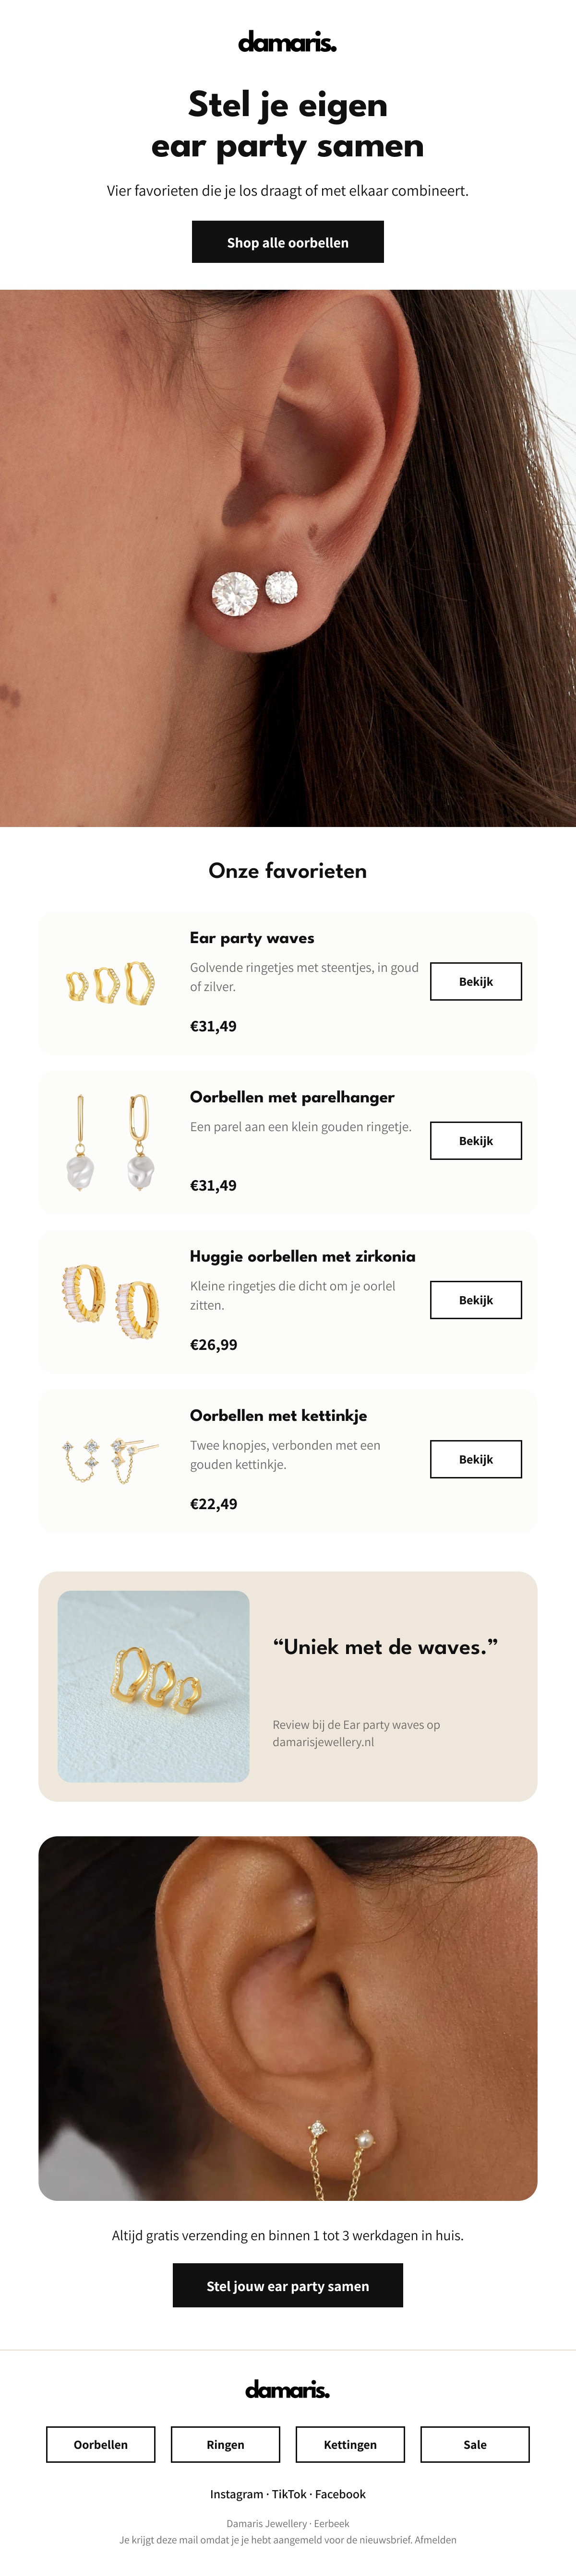 damaris.
Stel je eigen
ear party samen
Vier favorieten die je los draagt of met elkaar combineert.
Shop alle oorbellen
Onze favorieten
Ear party waves
Golvende ringetjes met steentjes, in goud
of zilver.
Bekijk
€31,49
Oorbellen met parelhanger
Een parel aan een klein gouden ringetje.
Bekijk
€31,49
Huggie oorbellen met zirkonia
Kleine ringetjes die dicht om je oorlel
zitten.
Bekijk
€26,99
Oorbellen met kettinkje
Twee knopjes, verbonden met een
gouden kettinkje.
Bekijk
€22,49
“Uniek met de waves.”
Review bij de Ear party waves op
damarisjewellery.nl
Altijd gratis verzending en binnen 1 tot 3 werkdagen in huis.
Stel jouw ear party samen
damaris.
Oorbellen Ringen Kettingen Sale
Instagram · TikTok · Facebook
Damaris Jewellery · Eerbeek
Je krijgt deze mail omdat je je hebt aangemeld voor de nieuwsbrief. Afmelden